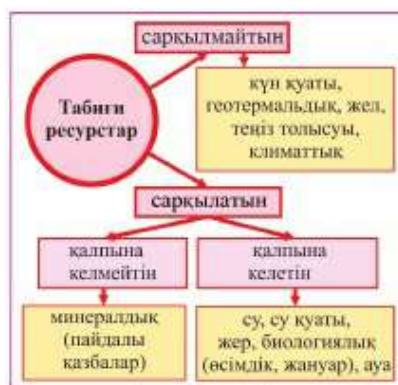 сарқылмайтын
Табиғи
ресурстар
күн қуаты,
геотермальдық, жел,
теңіз толысуы,
климаттық
сарқылатын
қалпына
келмейтін
қалпына
келетін
минералдық
(пайдалы
қазбалар)
су, су қуаты,
жер, биологиялық
(өсімдік, жануар), ауа